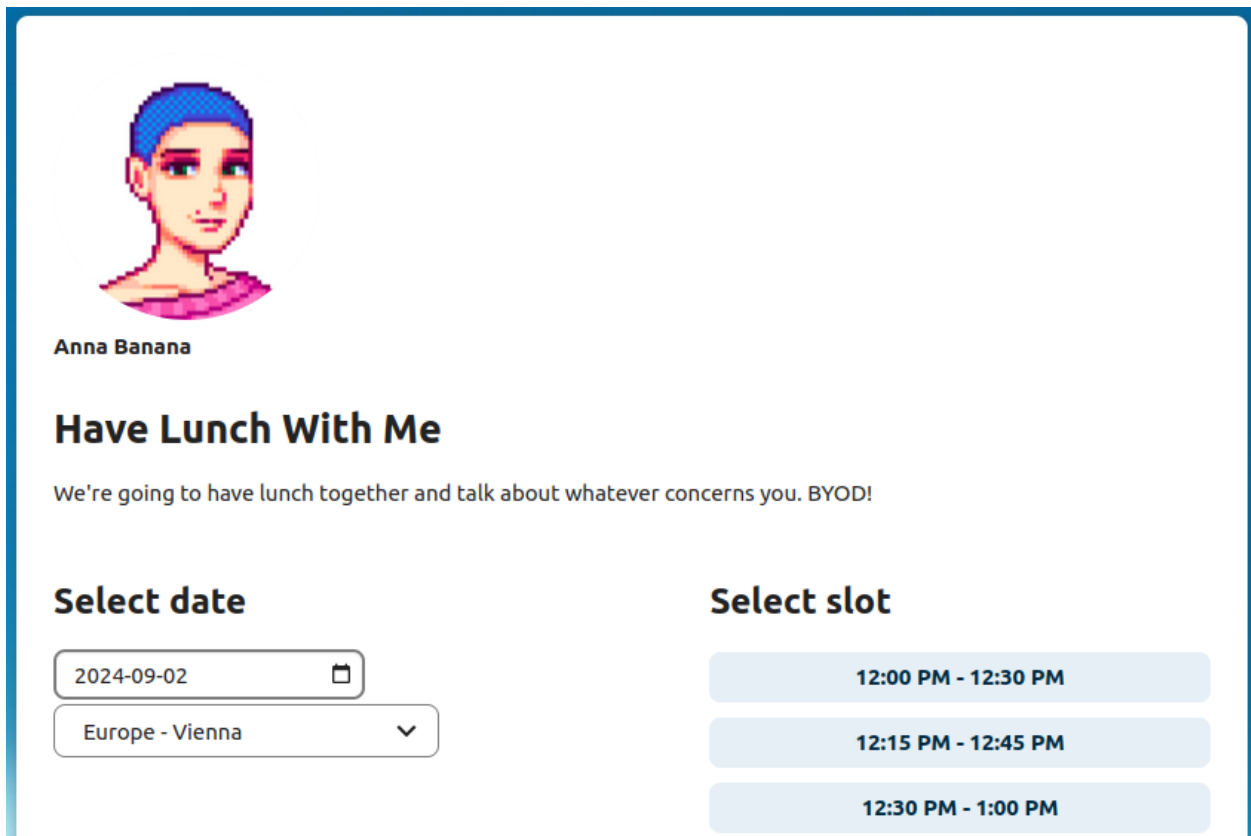 Anna Banana
Have Lunch With Me
We're going to have lunch together and talk about whatever concerns you. BYOD!
Select date
2024-09-02
Europe - Vienna
Select slot
12:00 PM - 12:30 PM
12:15 PM - 12:45 PM
12:30 PM - 1:00 PM